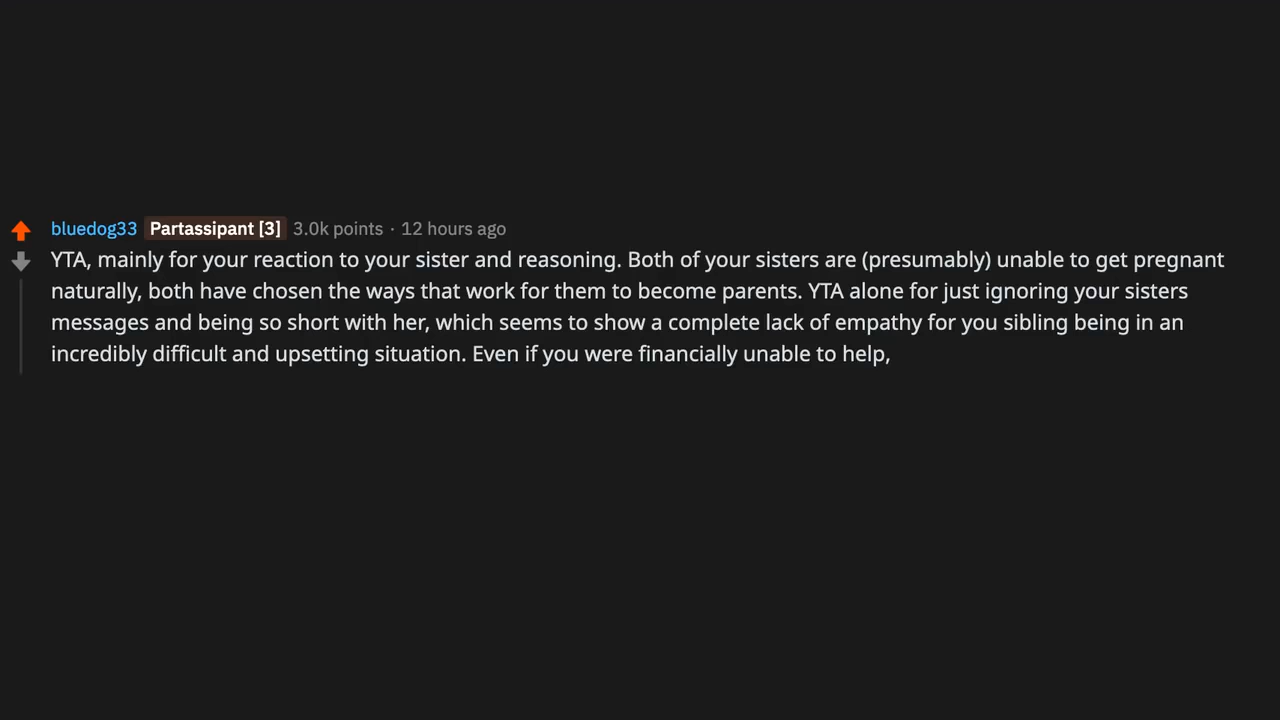 bluedog33 Partassipant [3] 3.0k points · 12 hours ago
YTA, mainly for your reaction to your sister and reasoning. Both of your sisters are (presumably) unable to get pregnant
naturally, both have chosen the ways that work for them to become parents. YTA alone for just ignoring your sisters
messages and being so short with her, which seems to show a complete lack of empathy for you sibling being in an
incredibly difficult and upsetting situation. Even if you were financially unable to help,